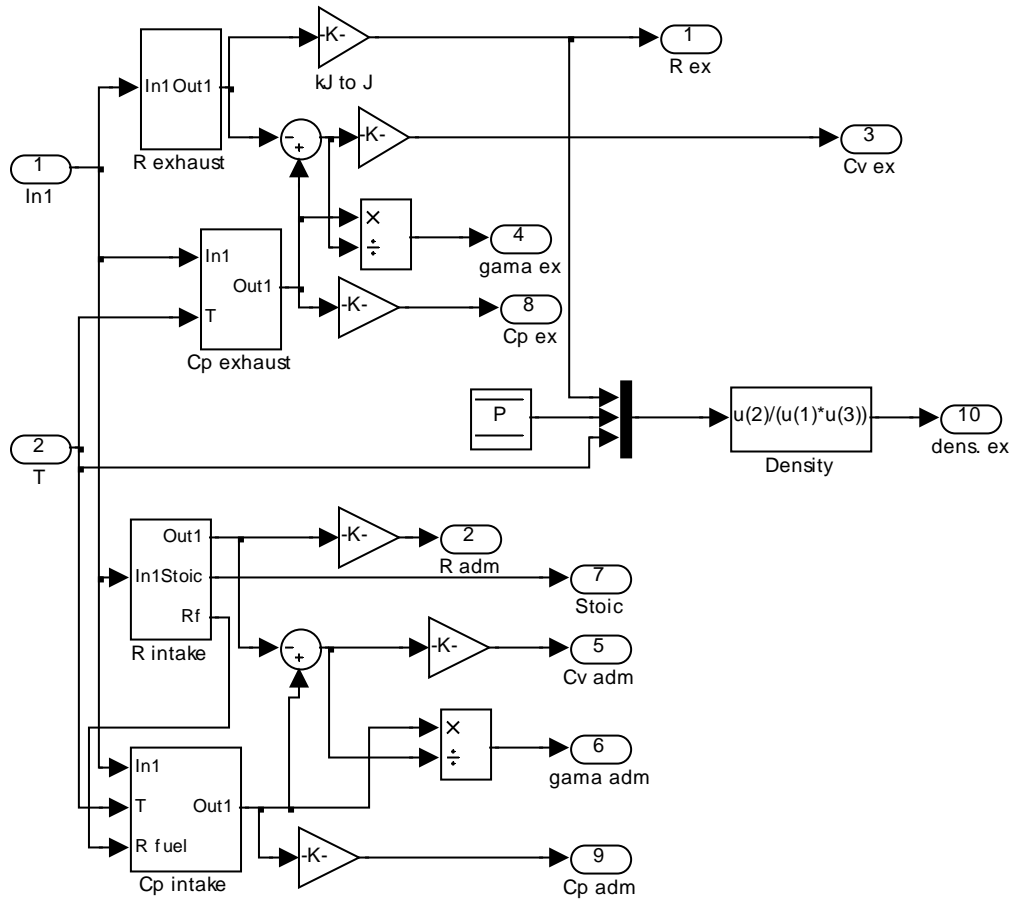 -K-
kJ to J
1
R ex
In1 Out1
R exhaust
-
+
-K-
3
Cv ex
1
In1
×
÷
4
gama ex
In1
Out1
T
Cp exhaust
-K-
8
Cp ex
P
u(2)/(u(1)*u(3))
Density
10
dens. ex
2
T
Out1
In1 Stoic
Rf
R intake
-K-
2
R adm
7
Stoic
-
+
-K-
5
Cv adm
×
÷
6
gama adm
In1
T
Out1
R fuel
Cp intake
-K-
9
Cp adm